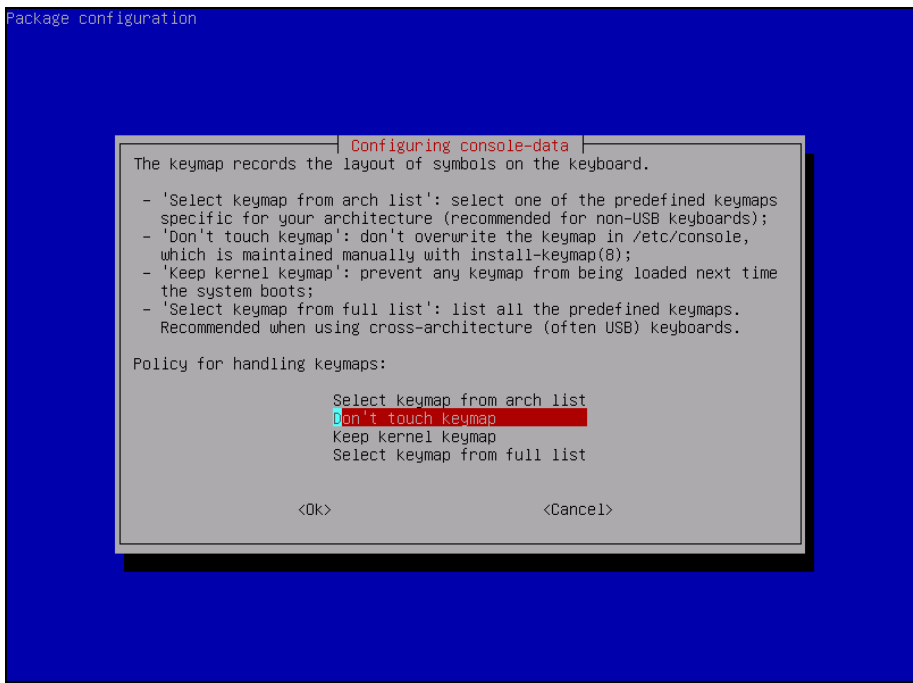 Package configuration
Configuring console-data
The keymap records the layout of symbols on the keyboard.
- 'Select keymap from arch list': select one of the predefined keymaps
specific for your architecture (recommended for non-USB keyboards);
- 'Don't touch keymap': don't overwrite the keymap in /etc/console,
which is maintained manually with install-keymap(8);
- 'Keep kernel keymap': prevent any keymap from being loaded next time
the system boots;
- 'Select keymap from full list': list all the predefined keymaps.
Recommended when using cross-architecture (often USB) keyboards.
Policy for handling keymaps:
Select keymap from arch list
Don't touch keymap
Keep kernel keymap
Select keymap from full list
<Ok> <Cancel>